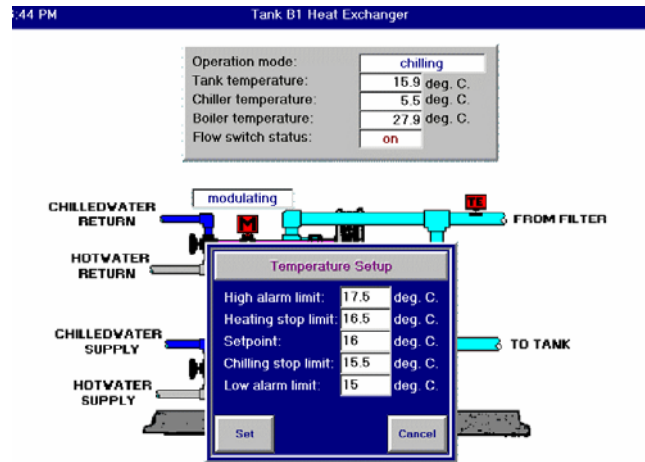 :44 PM Tank B1 Heat Exchanger
Operation mode: chilling
Tank temperature: 15.9 deg. C.
Chiller temperature: 5.5 deg. C.
Boiler temperature: 27.9 deg. C.
Flow switch status: on
modulating
CHILLEDWATER
RETURN
M
TE
FROM FILTER
HOTWATER
RETURN
Temperature Setup
High alarm limit: 17.5 deg. C.
Heating stop limit: 16.5 deg. C.
Setpoint: 16 deg. C.
Chilling stop limit: 15.5 deg. C.
Low alarm limit: 15 deg. C.
CHILLEDWATER
SUPPLY
TO TANK
HOTWATER
SUPPLY
Set Cancel